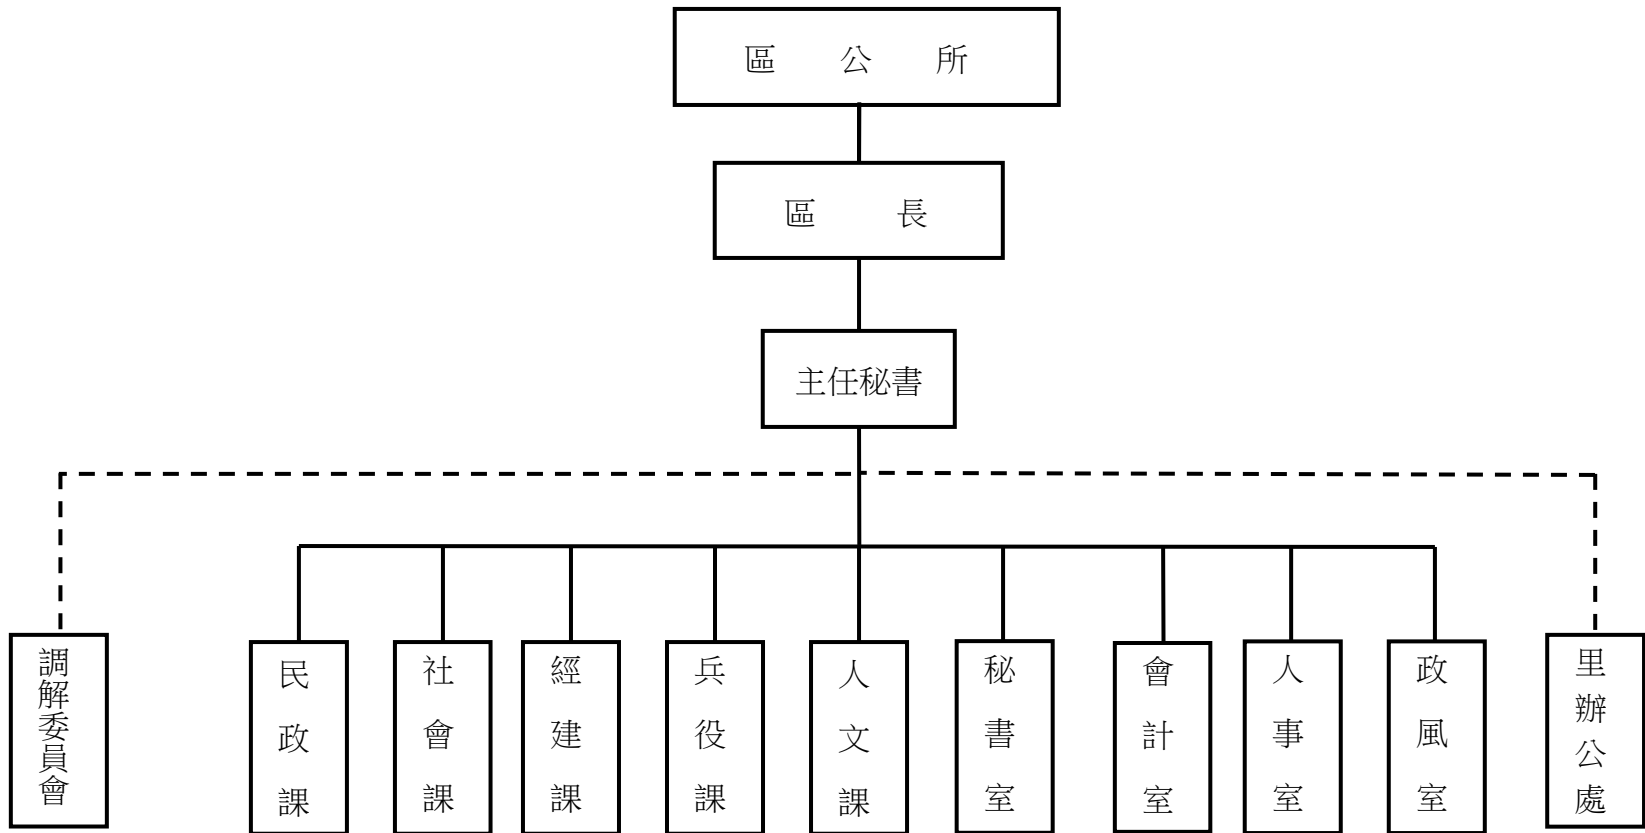 區 公 所
區 長
主任秘書
調解委員會
民政課
社會課
經建課
兵役課
人文課
秘書室
會計室
人事室
政風室
里辦公處